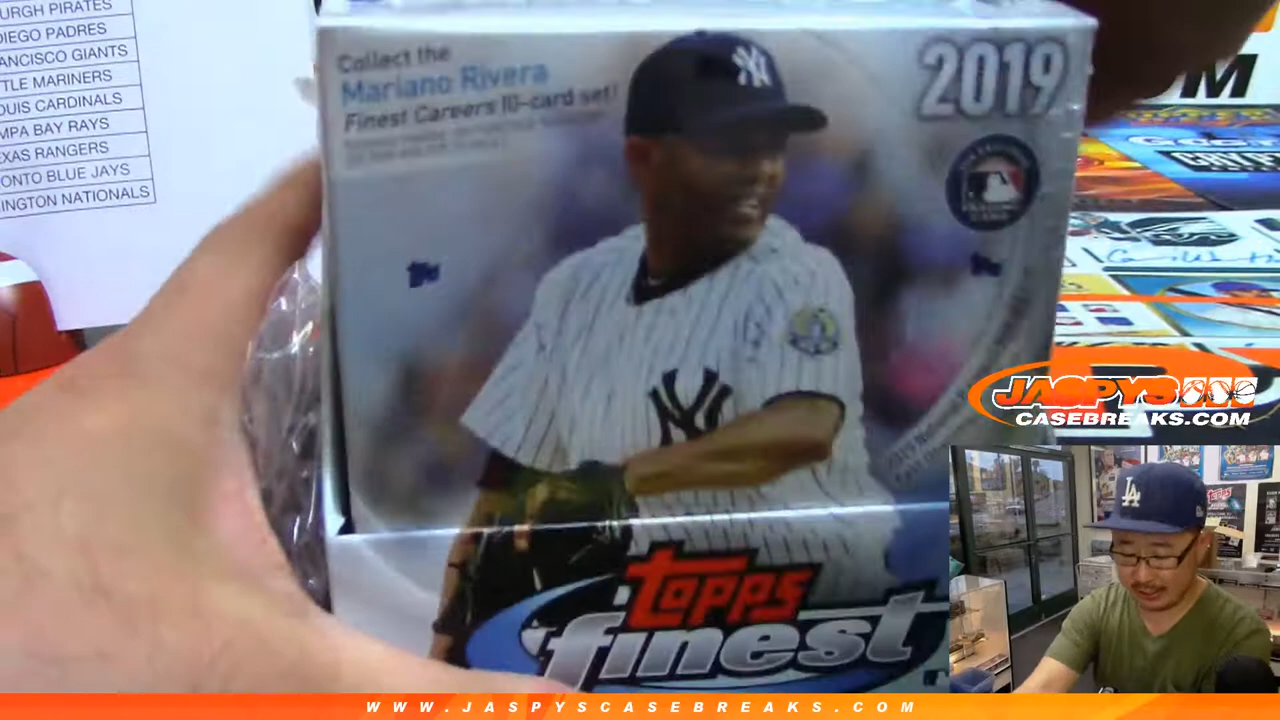 URGH PIRATES
DIEGO PADRES
ANCISCO GIANTS
TTLE MARINERS
OUIS CARDINALS
MPA BAY RAYS
EXAS RANGERS
ONTO BLUE JAYS
INGTON NATIONALS
Collect the
Mariano Rivera
Finest Careers 10-card set!
2019
NY
NY
topps
finest
M
JASPYS
CASEBREAKS.COM
LA
WWW.JASPYSCASEBREAKS.COM